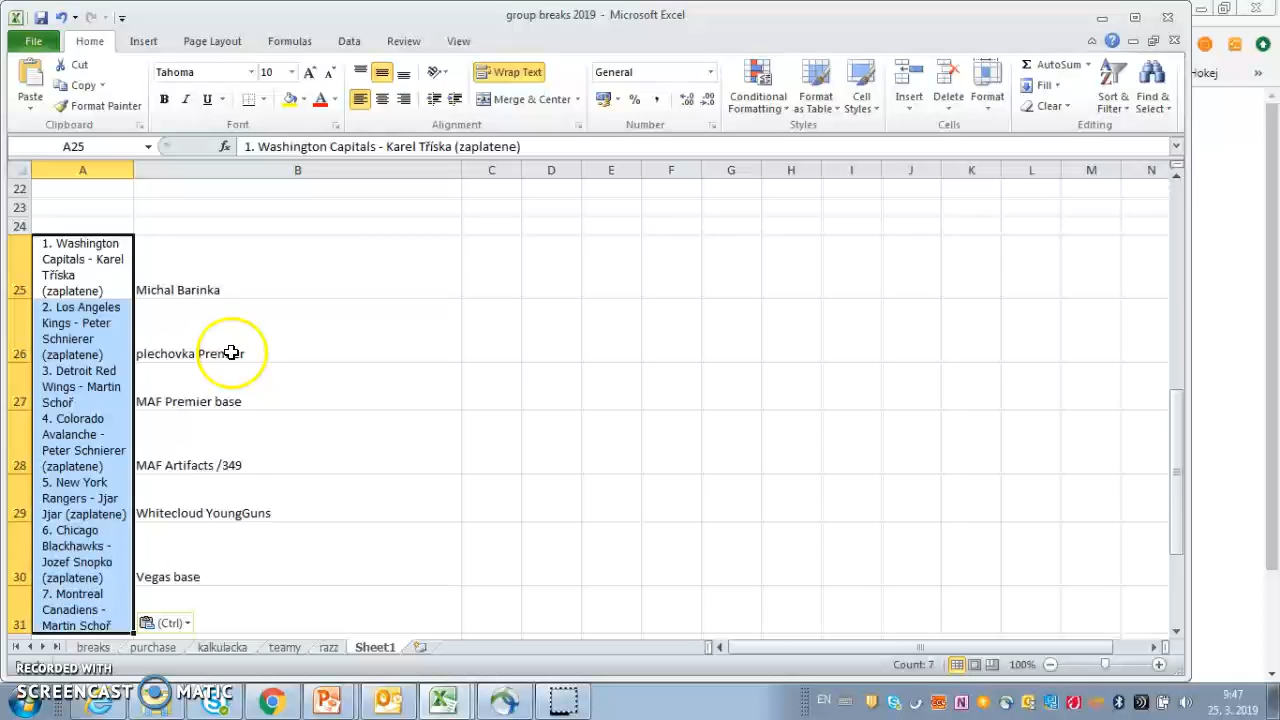 group breaks 2019 - Microsoft Excel
File Home Insert Page Layout Formulas Data Review View
Hokej
Paste
Cut
Copy
Format Painter
Clipboard
Tahoma 10
B I U
Font
Wrap Text
Merge & Center
Alignment
General
Number
Conditional Formatting
Format as Table
Cell Styles
Styles
Insert
Delete
Format
Cells
AutoSum
Fill
Clear
Sort & Filter
Find & Select
Editing
A25 fx 1. Washington Capitals - Karel Tříska (zaplatene)
A B C D E F G H I J K L M N
22
23
24
25
1. Washington
Capitals - Karel
Tříska
(zaplatene)
Michal Barinka
26
2. Los Angeles
Kings - Peter
Schnierer
(zaplatene)
plechovka Premier
27
3. Detroit Red
Wings - Martin
Schoř
MAF Premier base
28
4. Colorado
Avalanche -
Peter Schnierer
(zaplatene)
MAF Artifacts /349
29
5. New York
Rangers - Jjar
Jjar (zaplatene)
Whitecloud YoungGuns
30
6. Chicago
Blackhawks -
Jozef Snopko
(zaplatene)
Vegas base
31
7. Montreal
Canadiens -
Martin Schoř
(Ctrl)
breaks purchase kalkulacka teamy razz Sheet1
Count: 7 100%
RECORDED WITH
SCREENCAST MATIC
EN
9:47
25. 3. 2019